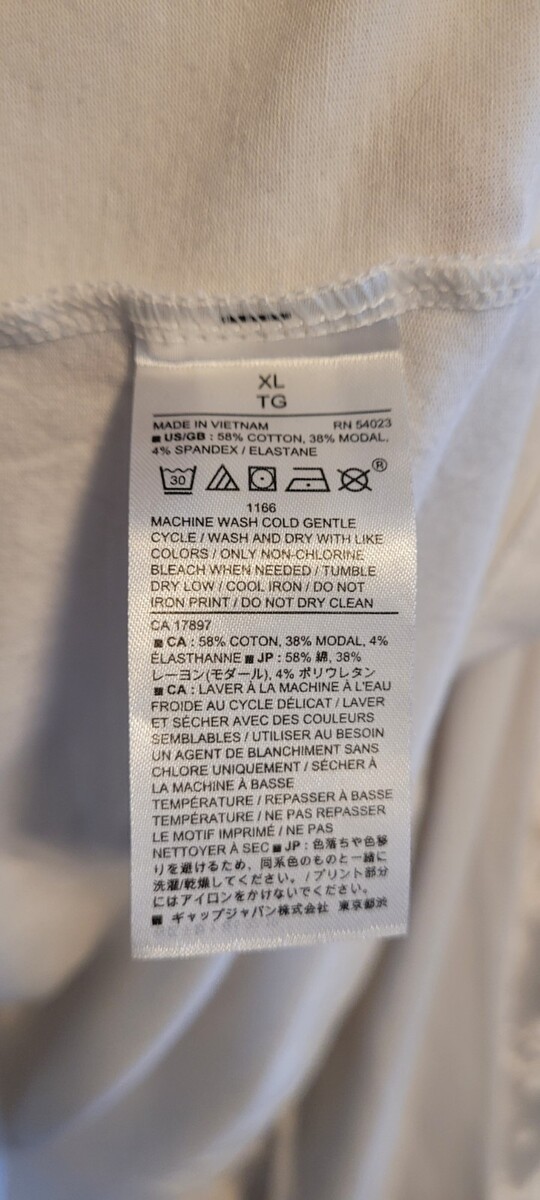 XL
TG
MADE IN VIETNAM RN 54023
■ US/GB : 58% COTTON, 38% MODAL,
4% SPANDEX / ELASTANE
30 ®
1166
MACHINE WASH COLD GENTLE
CYCLE / WASH AND DRY WITH LIKE
COLORS / ONLY NON-CHLORINE
BLEACH WHEN NEEDED / TUMBLE
DRY LOW / COOL IRON / DO NOT
IRON PRINT / DO NOT DRY CLEAN
CA 17897
■ CA : 58% COTON, 38% MODAL, 4%
ÉLASTHANNE ■ JP : 58% 綿, 38%
レーヨン(モダール), 4% ポリウレタン
■ CA : LAVER À LA MACHINE À L'EAU
FROIDE AU CYCLE DÉLICAT / LAVER
ET SÉCHER AVEC DES COULEURS
SEMBLABLES / UTILISER AU BESOIN
UN AGENT DE BLANCHIMENT SANS
CHLORE UNIQUEMENT / SÉCHER À
LA MACHINE À BASSE
TEMPÉRATURE / REPASSER À BASSE
TEMPÉRATURE / NE PAS REPASSER
LE MOTIF IMPRIMÉ / NE PAS
NETTOYER À SEC ■ JP : 色落ちや色移
りを避けるため、同系色のものと一緒に
洗濯/乾燥してください。 / プリント部分
にはアイロンをかけないでください。
■ ギャップジャパン株式会社 東京都渋